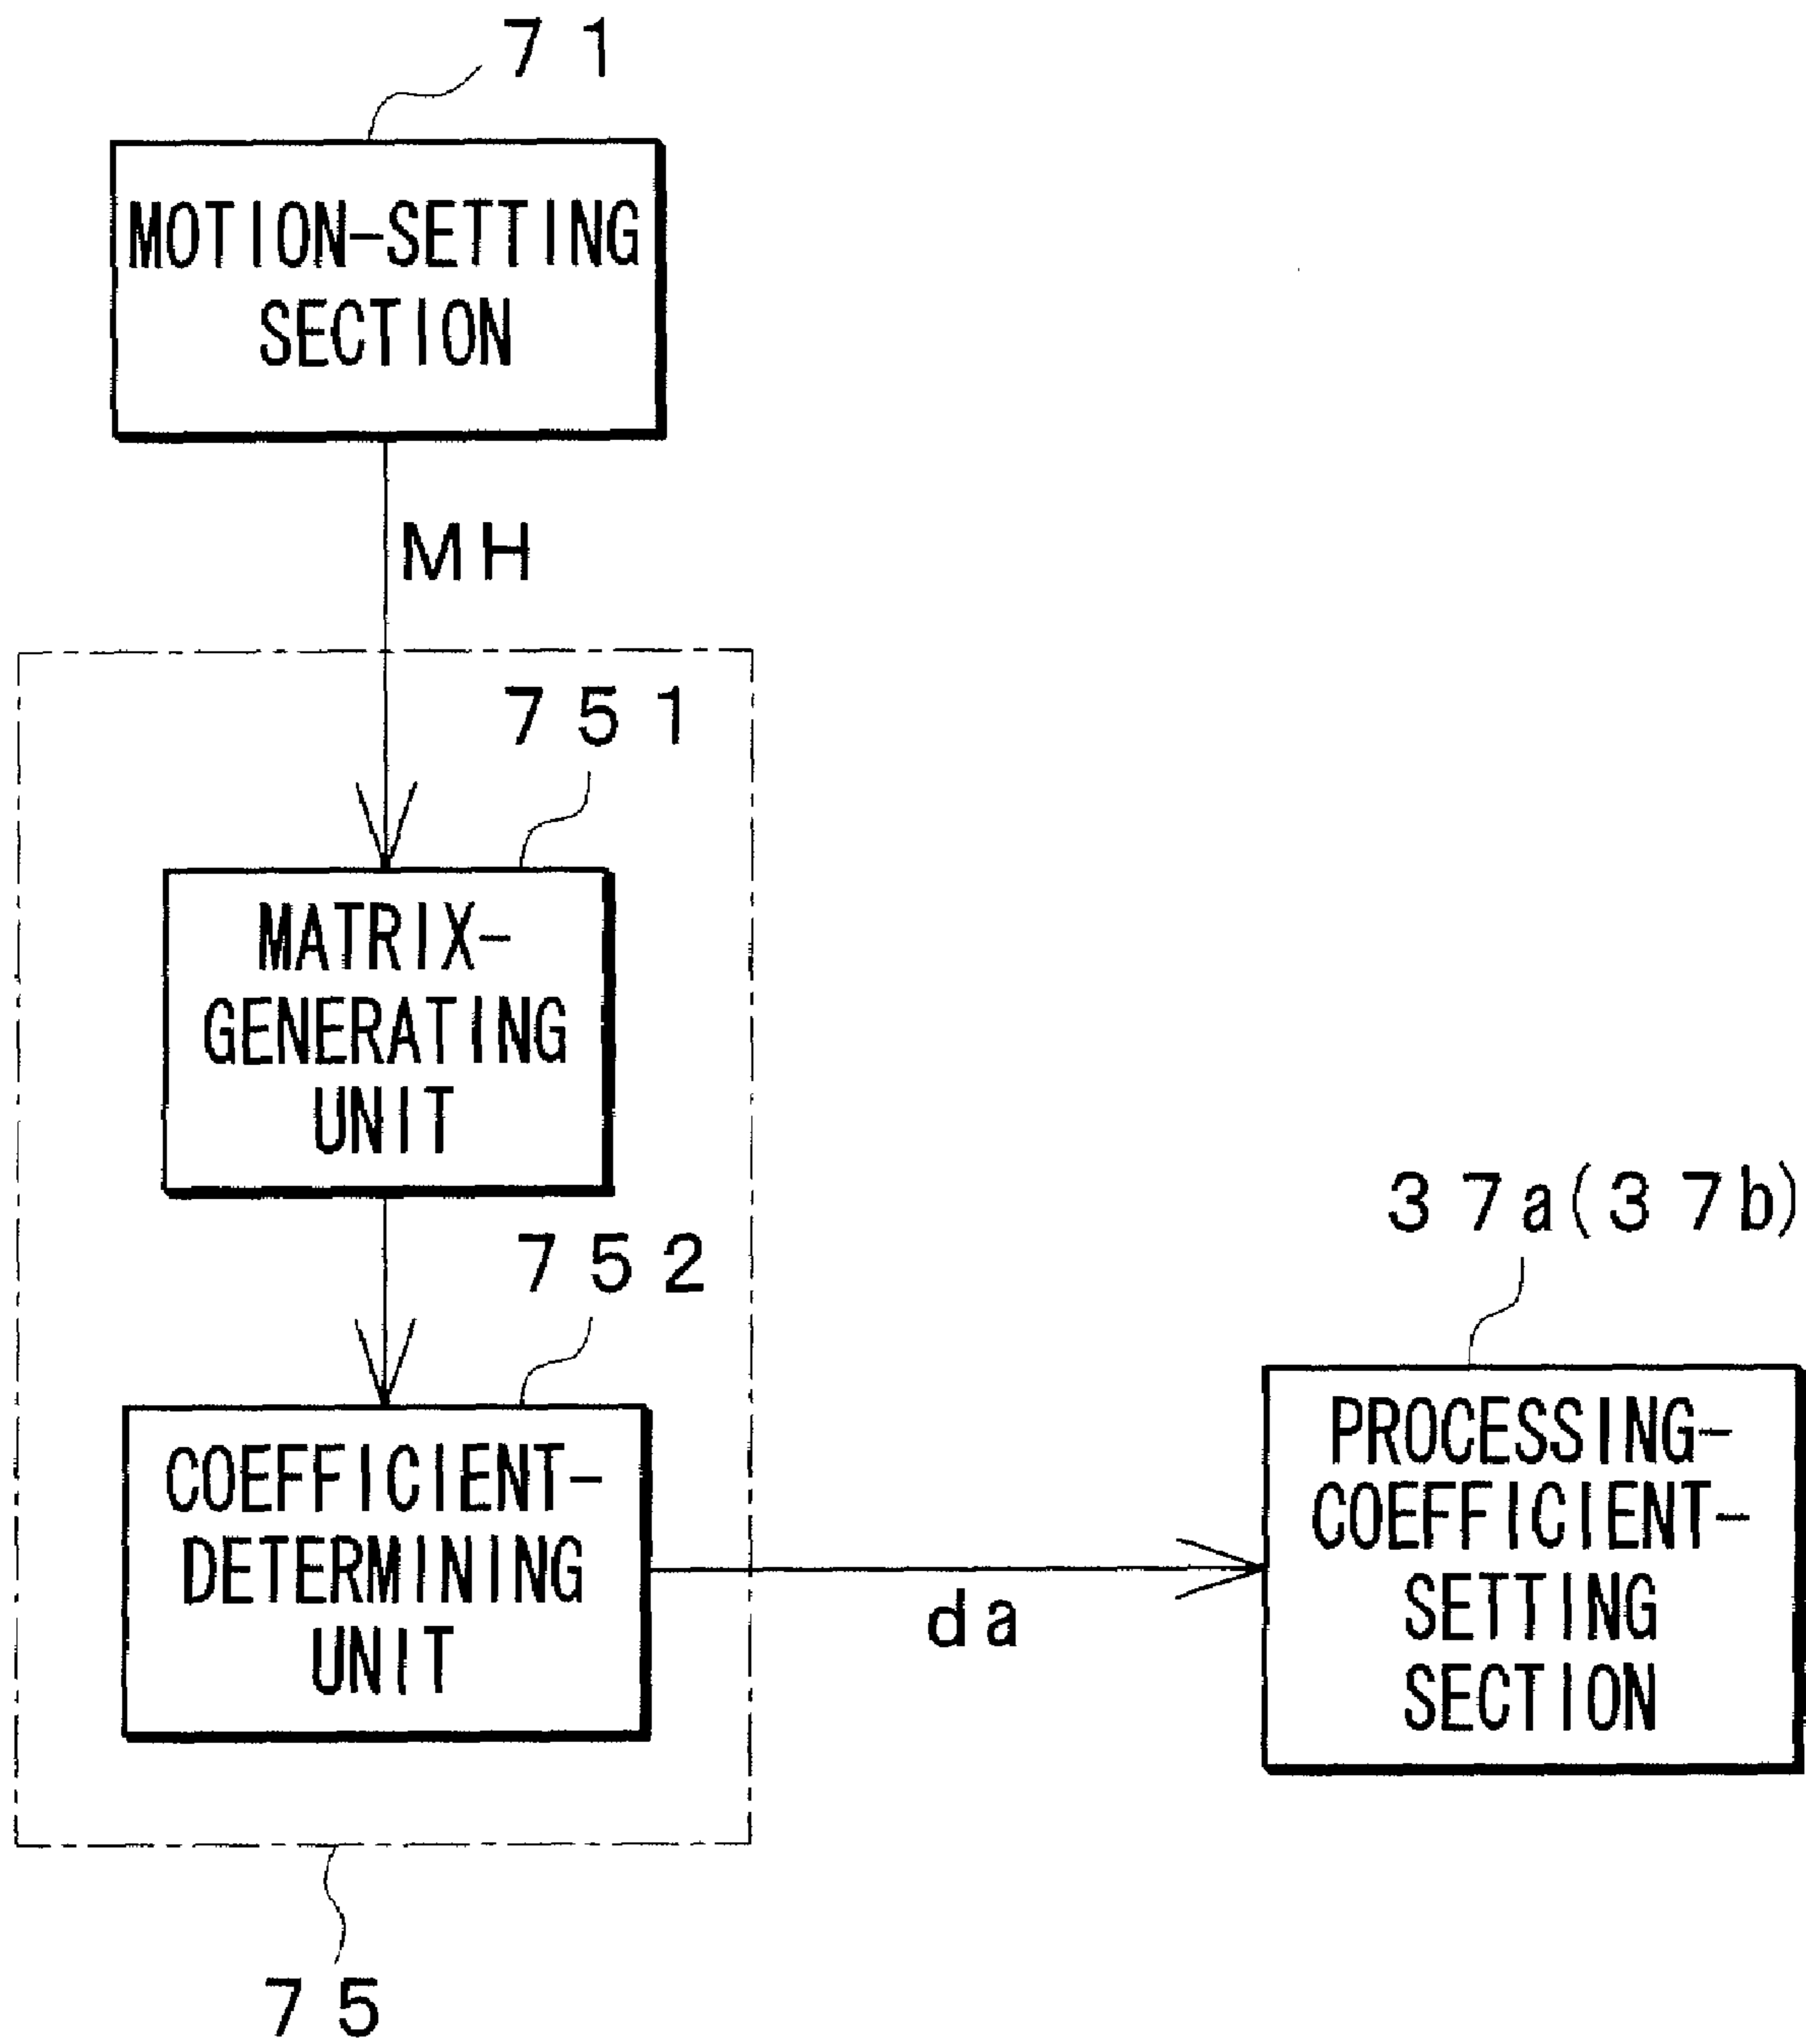 71
MOTION-SETTING
SECTION
MH
751
MATRIX-
GENERATING
UNIT
752
COEFFICIENT-
DETERMINING
UNIT
da
37a(37b)
PROCESSING-
COEFFICIENT-
SETTING
SECTION
75